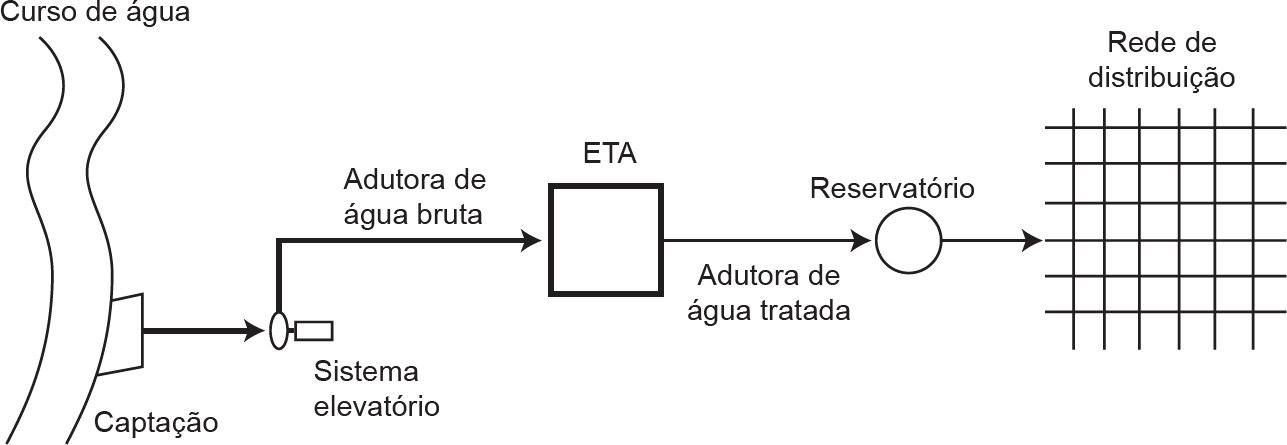 Curso de água
Rede de
distribuição
ETA
Adutora de
água bruta
Reservatório
Adutora de
água tratada
Sistema
elevatório
Captação